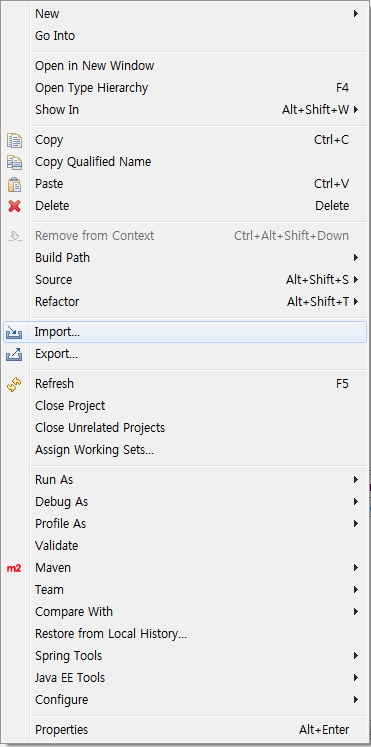 New
Go Into
Open in New Window
Open Type Hierarchy F4
Show In Alt+Shift+W
Copy Ctrl+C
Copy Qualified Name
Paste Ctrl+V
Delete Delete
Remove from Context Ctrl+Alt+Shift+Down
Build Path
Source Alt+Shift+S
Refactor Alt+Shift+T
Import...
Export...
Refresh F5
Close Project
Close Unrelated Projects
Assign Working Sets...
Run As
Debug As
Profile As
Validate
m2 Maven
Team
Compare With
Restore from Local History...
Spring Tools
Java EE Tools
Configure
Properties Alt+Enter